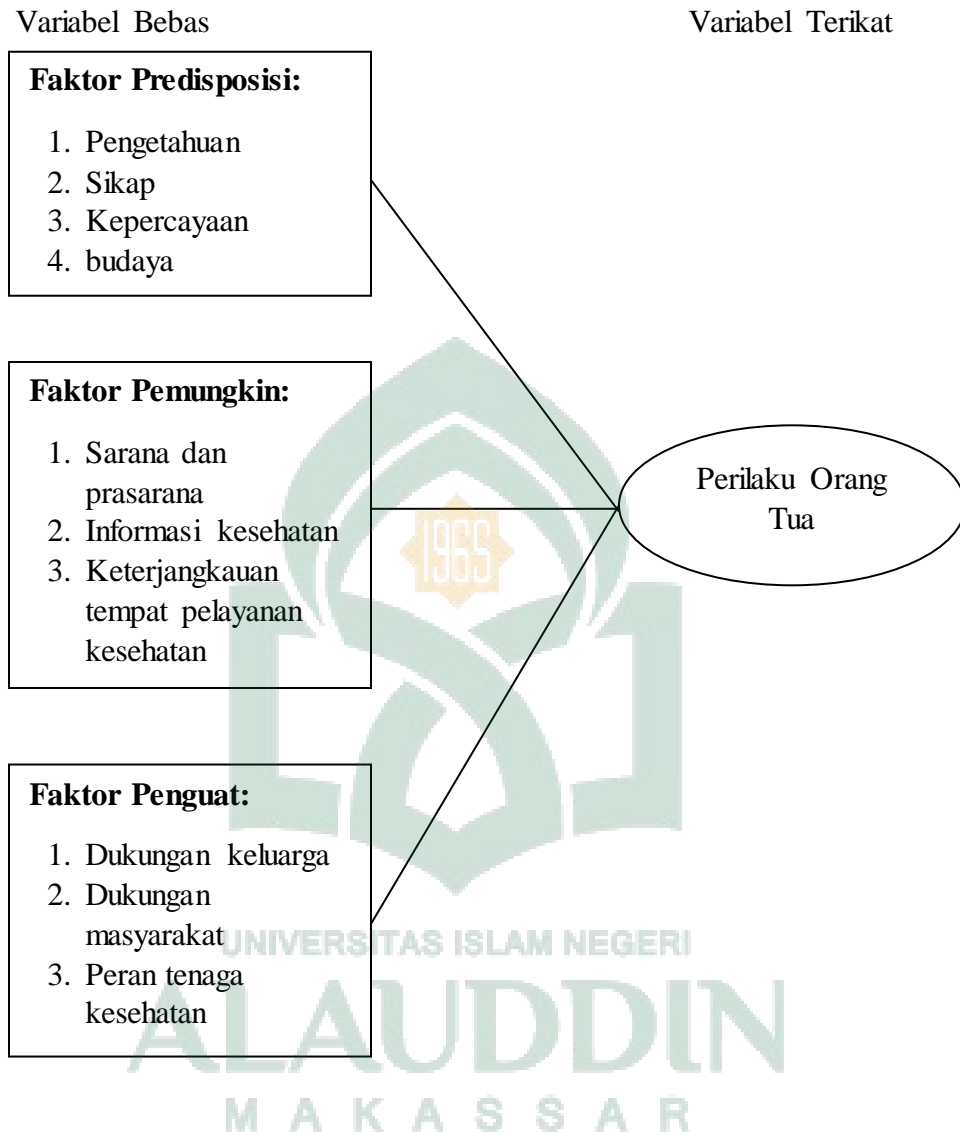 Variabel Bebas
Variabel Terikat
Faktor Predisposisi:
1. Pengetahuan
2. Sikap
3. Kepercayaan
4. budaya
Faktor Pemungkin:
1. Sarana dan
prasarana
2. Informasi kesehatan
3. Keterjangkauan
tempat pelayanan
kesehatan
Perilaku Orang
Tua
1965
Faktor Penguat:
1. Dukungan keluarga
2. Dukungan
masyarakat
3. Peran tenaga
kesehatan
UNIVERSITAS ISLAM NEGERI
ALAUDDIN
MAKASSAR